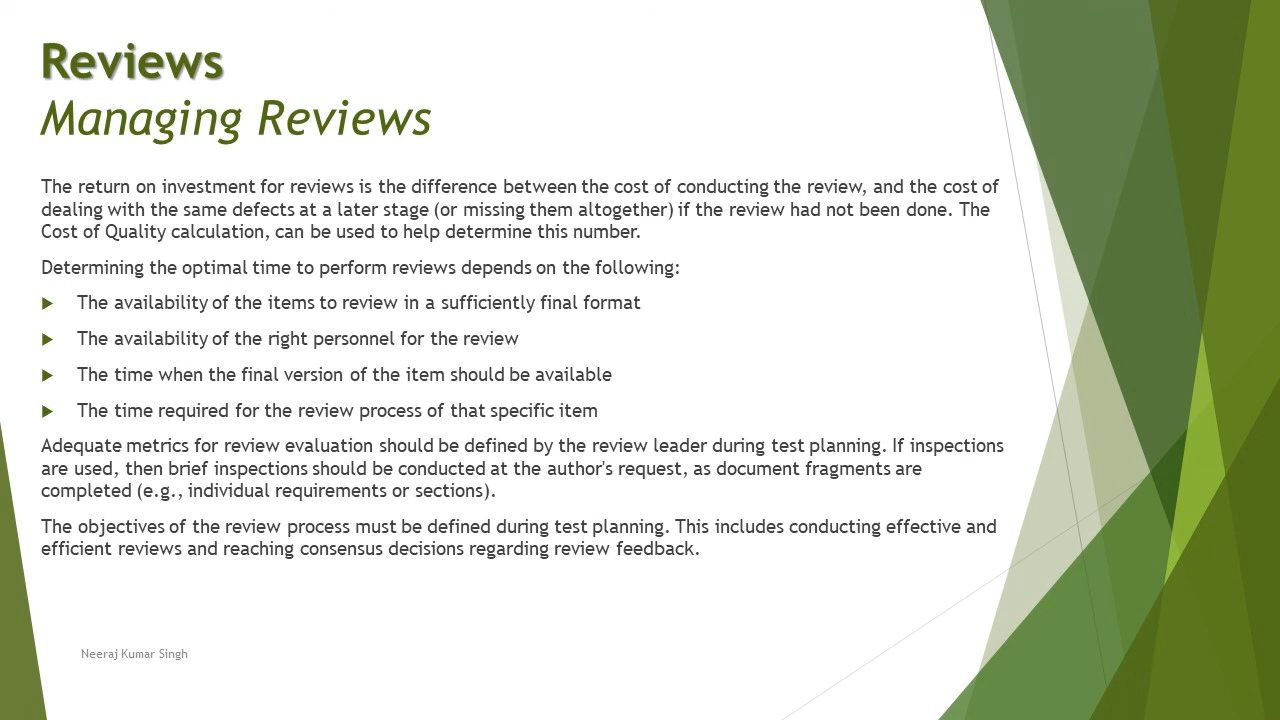 Reviews
Managing Reviews
The return on investment for reviews is the difference between the cost of conducting the review, and the cost of
dealing with the same defects at a later stage (or missing them altogether) if the review had not been done. The
Cost of Quality calculation, can be used to help determine this number.
Determining the optimal time to perform reviews depends on the following:
The availability of the items to review in a sufficiently final format
The availability of the right personnel for the review
The time when the final version of the item should be available
The time required for the review process of that specific item
Adequate metrics for review evaluation should be defined by the review leader during test planning. If inspections
are used, then brief inspections should be conducted at the author's request, as document fragments are
completed (e.g., individual requirements or sections).
The objectives of the review process must be defined during test planning. This includes conducting effective and
efficient reviews and reaching consensus decisions regarding review feedback.
Neeraj Kumar Singh